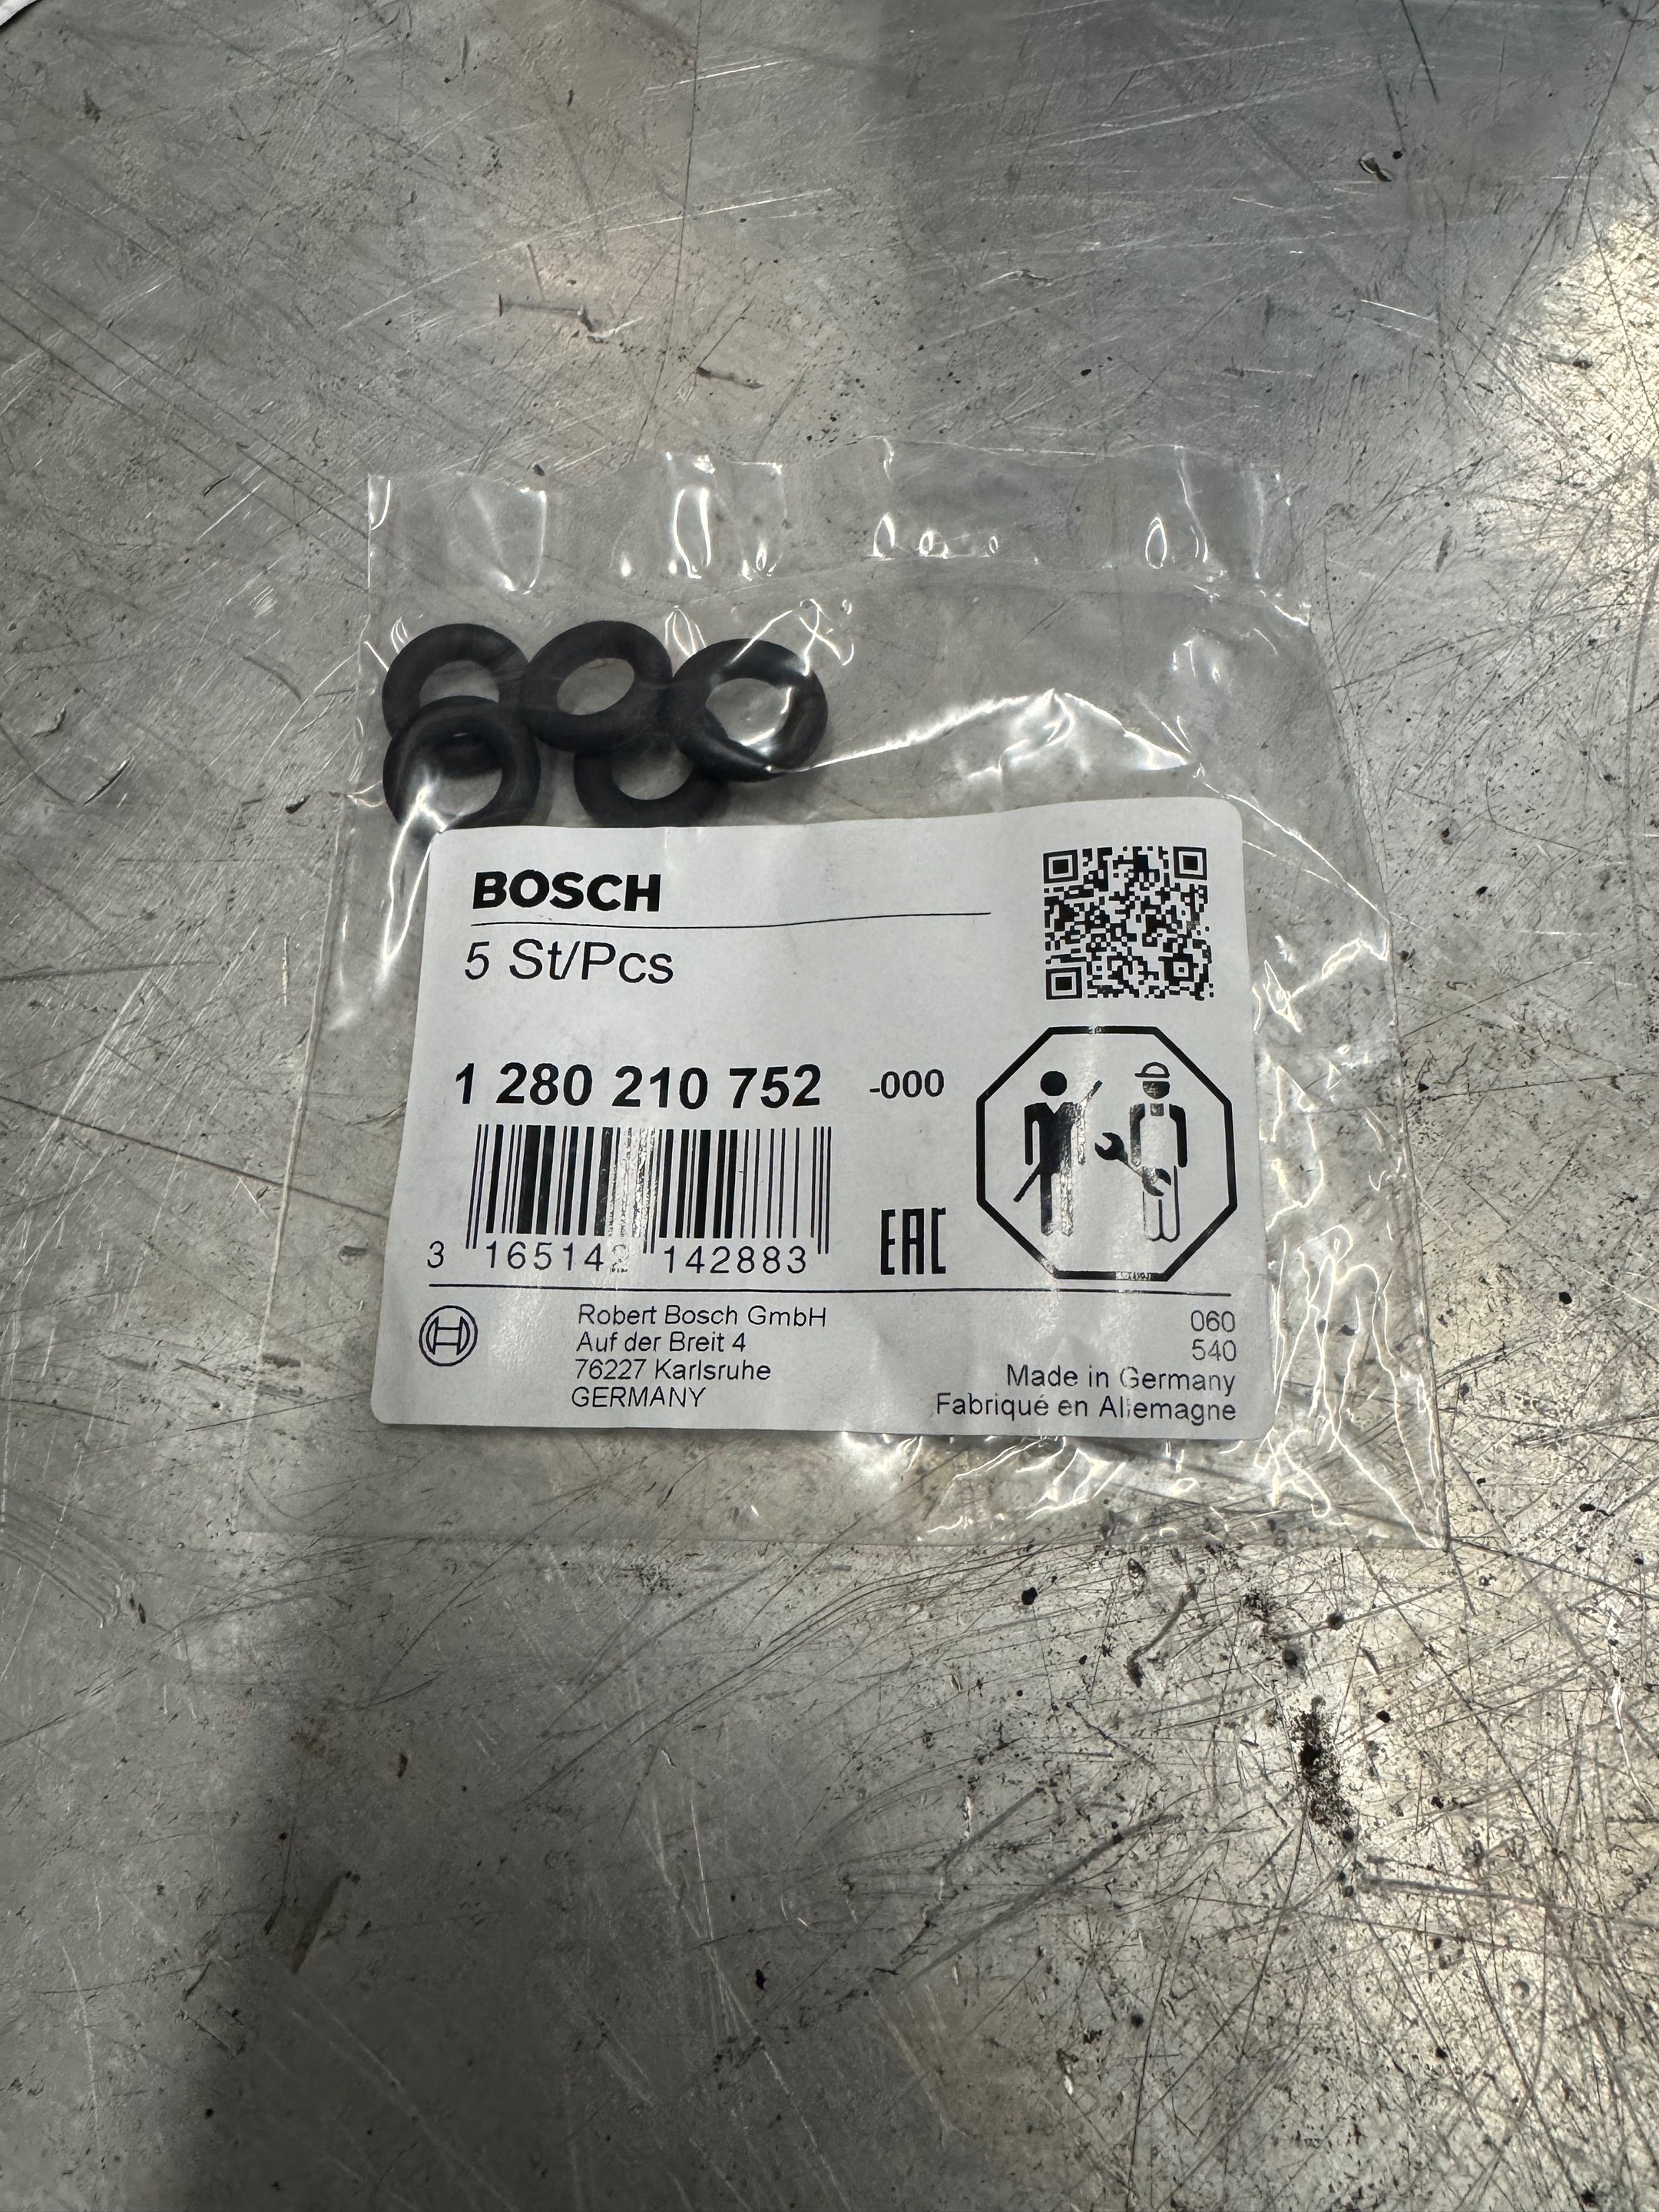 BOSCH
5 St/Pcs
1 280 210 752 -000
3 165142 142883
EAC
Robert Bosch GmbH
Auf der Breit 4
76227 Karlsruhe
GERMANY
060
540
Made in Germany
Fabriqué en Allemagne